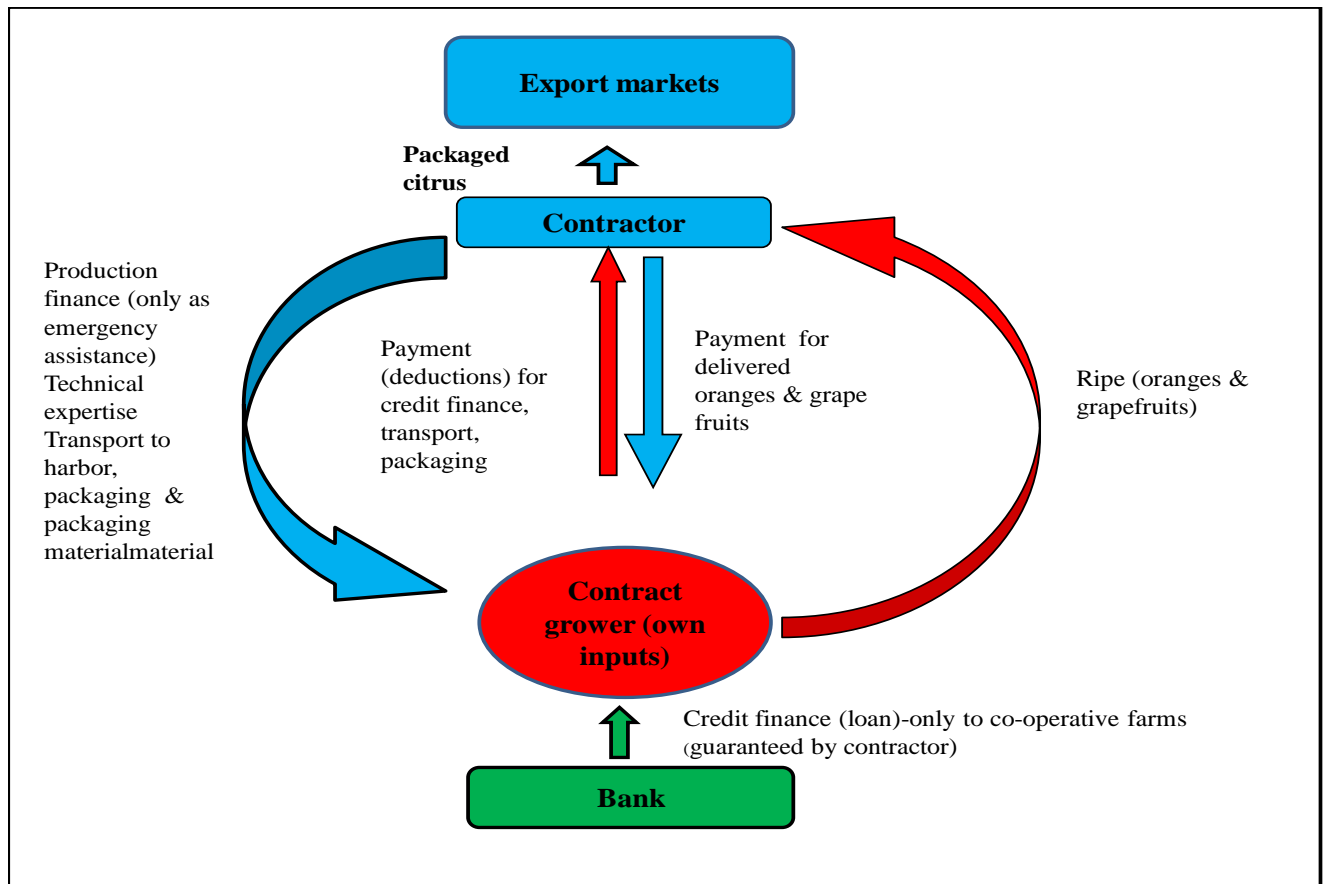 Export markets
Packaged
citrus
Contractor
Production
finance (only as
emergency
assistance)
Technical
expertise
Transport to
harbor,
packaging &
packaging
materialmaterial
Payment
(deductions) for
credit finance,
transport,
packaging
Payment for
delivered
oranges & grape
fruits
Ripe (oranges &
grapefruits)
Contract
grower (own
inputs)
Credit finance (loan)-only to co-operative farms
(guaranteed by contractor)
Bank